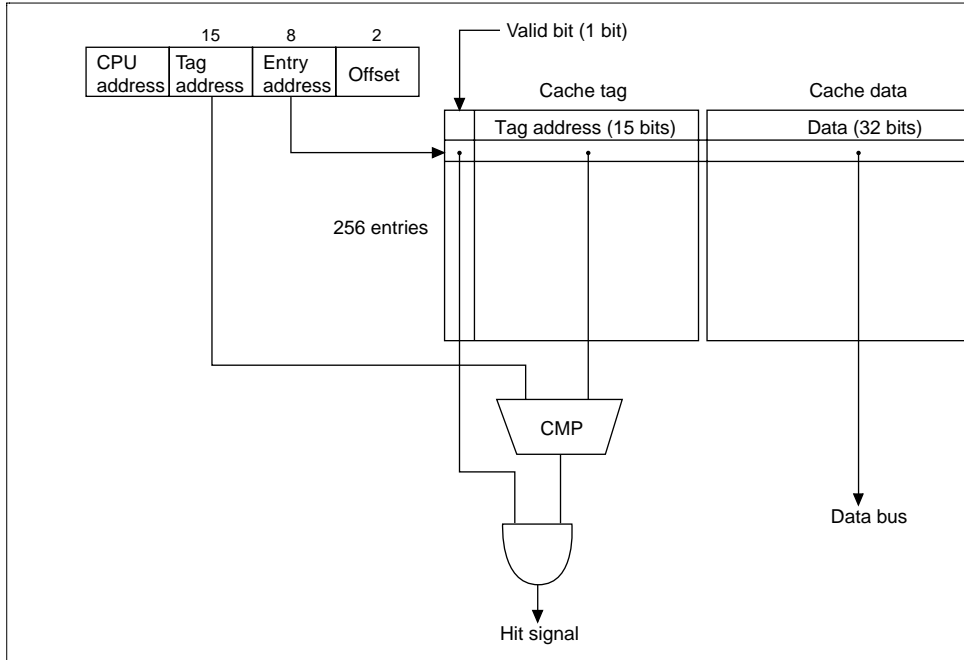 15 8 2
CPU address
Tag address
Entry address
Offset
Valid bit (1 bit)
Cache tag
Cache data
Tag address (15 bits)
Data (32 bits)
256 entries
CMP
Data bus
Hit signal